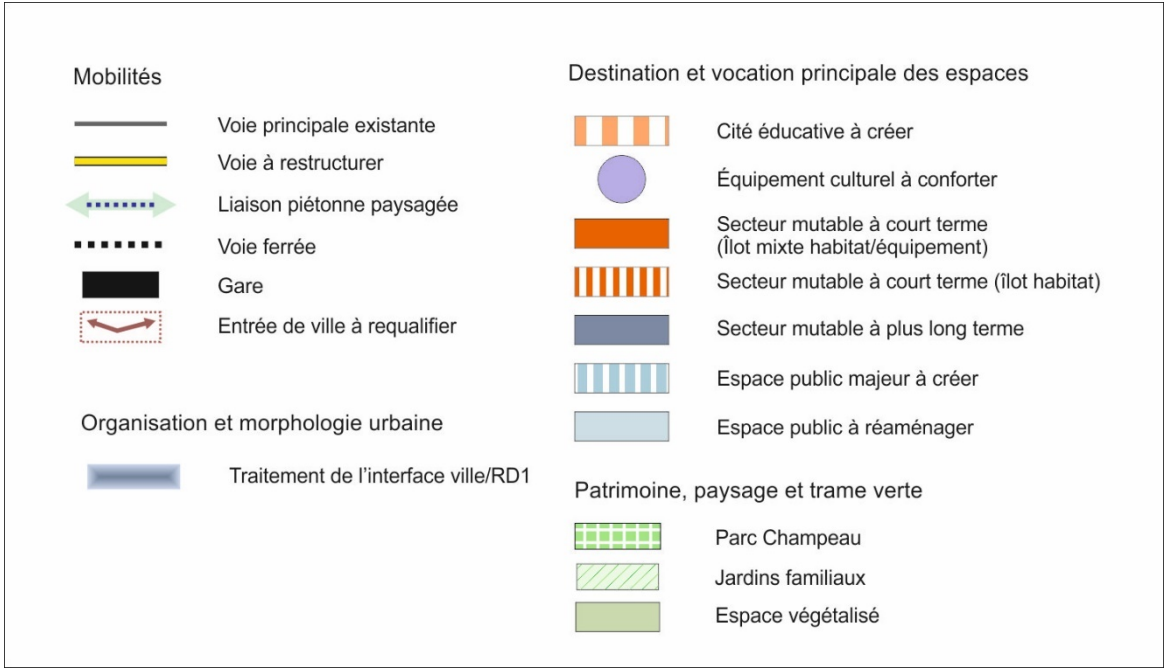 Mobilités
Voie principale existante
Voie à restructurer
Liaison piétonne paysagée
Voie ferrée
Gare
Entrée de ville à requalifier
Organisation et morphologie urbaine
Traitement de l’interface ville/RD1
Destination et vocation principale des espaces
Cité éducative à créer
Équipement culturel à conforter
Secteur mutable à court terme
(Îlot mixte habitat/équipement)
Secteur mutable à court terme (îlot habitat)
Secteur mutable à plus long terme
Espace public majeur à créer
Espace public à réaménager
Patrimoine, paysage et trame verte
Parc Champeau
Jardins familiaux
Espace végétalisé